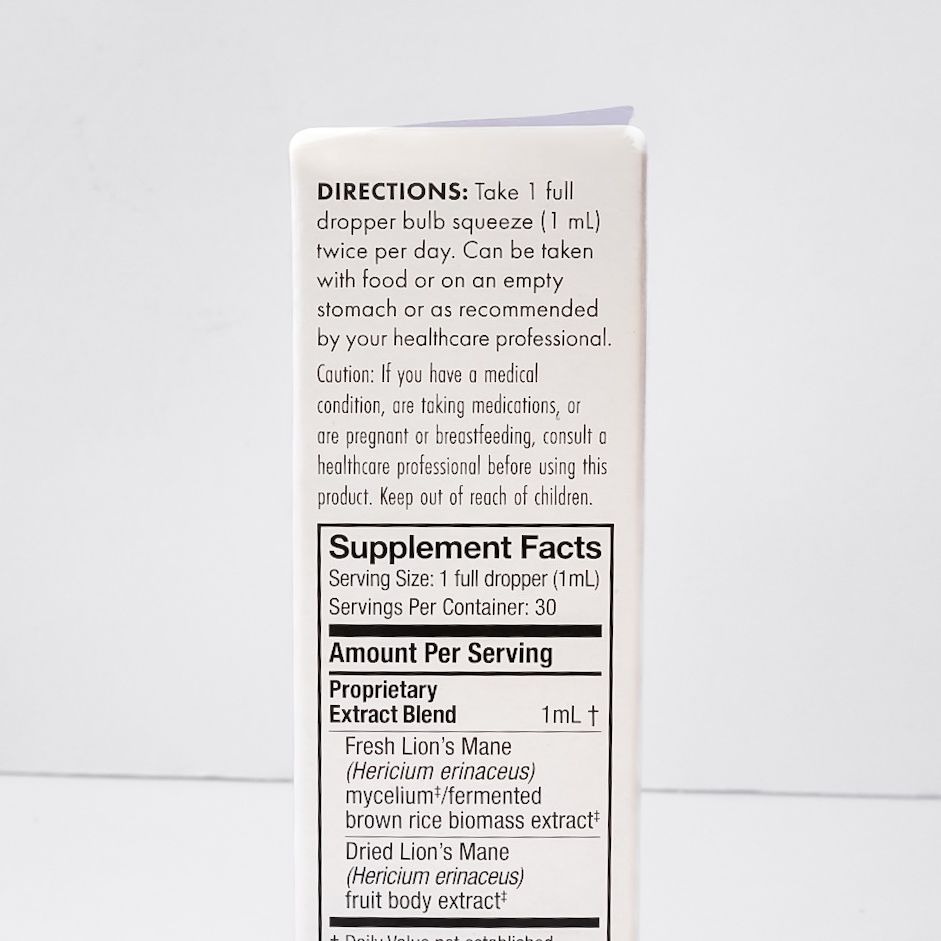 DIRECTIONS: Take 1 full
dropper bulb squeeze (1 mL)
twice per day. Can be taken
with food or on an empty
stomach or as recommended
by your healthcare professional.
Caution: If you have a medical
condition, are taking medications, or
are pregnant or breastfeeding, consult a
healthcare professional before using this
product. Keep out of reach of children.
Supplement Facts
Serving Size: 1 full dropper (1mL)
Servings Per Container: 30
Amount Per Serving
Proprietary
Extract Blend 1mL †
Fresh Lion's Mane
(Hericium erinaceus)
mycelium‡/fermented
brown rice biomass extract‡
Dried Lion's Mane
(Hericium erinaceus)
fruit body extract‡
† Daily Value not established